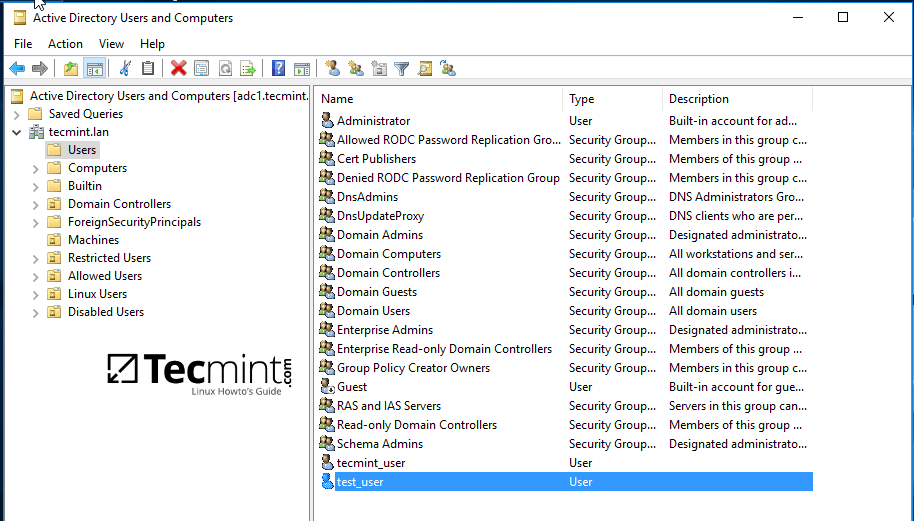 Active Directory Users and Computers
File Action View Help
Active Directory Users and Computers [adc1.tecmint.
Saved Queries
tecmint.lan
Users
Computers
Builtin
Domain Controllers
ForeignSecurityPrincipals
Machines
Restricted Users
Allowed Users
Linux Users
Disabled Users
Tecmint.com
Linux Howto's Guide
Name Type Description
Administrator User Built-in account for ad...
Allowed RODC Password Replication Gro... Security Group... Members in this group c...
Cert Publishers Security Group... Members of this group ...
Denied RODC Password Replication Group Security Group... Members in this group c...
DnsAdmins Security Group... DNS Administrators Gro...
DnsUpdateProxy Security Group... DNS clients who are per...
Domain Admins Security Group... Designated administrato...
Domain Computers Security Group... All workstations and ser...
Domain Controllers Security Group... All domain controllers i...
Domain Guests Security Group... All domain guests
Domain Users Security Group... All domain users
Enterprise Admins Security Group... Designated administrato...
Enterprise Read-only Domain Controllers Security Group... Members of this group ...
Group Policy Creator Owners Security Group... Members in this group c...
Guest User Built-in account for gue...
RAS and IAS Servers Security Group... Servers in this group can...
Read-only Domain Controllers Security Group... Members of this group ...
Schema Admins Security Group... Designated administrato...
tecmint_user User
test_user User